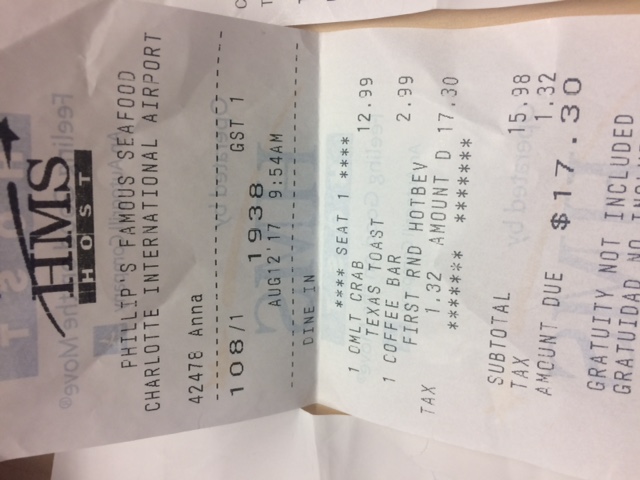 HMS
HOST
PHILLIP'S FAMOUS SEAFOOD
CHARLOTTE INTERNATIONAL AIRPORT
42478 Anna
108/1 GST 1
1938
AUG12'17 9:54AM
DINE IN
**** SEAT 1 ****
1 OMLT CRAB 12.99
TEXAS TOAST
1 COFFEE BAR 2.99
FIRST RND HOTBEV
TAX 1.32 AMOUNT D 17.30
******* *******
SUBTOTAL 15.98
TAX 1.32
AMOUNT DUE $17.30
GRATUITY NOT INCLUDED
GRATUIDAD NO